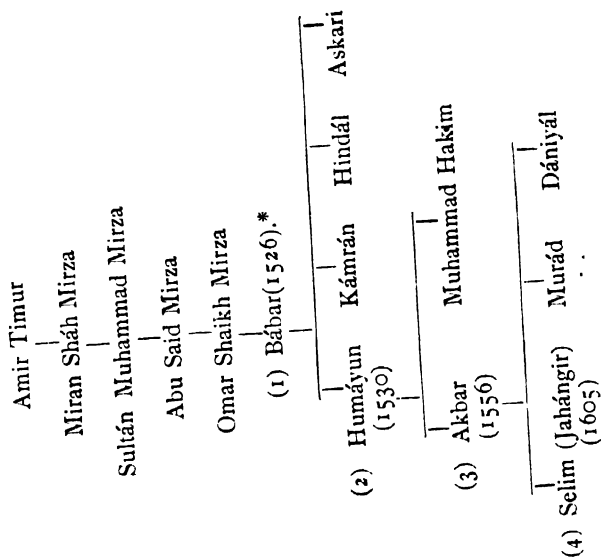 Amir Timur
Miran Sháh Mirza
Sultán Muhammad Mirza
Abu Said Mirza
Omar Shaikh Mirza
(1) Bábar(1526).*
(2) Humáyun Kámrán Hindál Askari
(1530)
(3) Akbar Muhammad Hakim
(1556)
(4) Selim (Jahángir) Murád Dániyál
(1605)